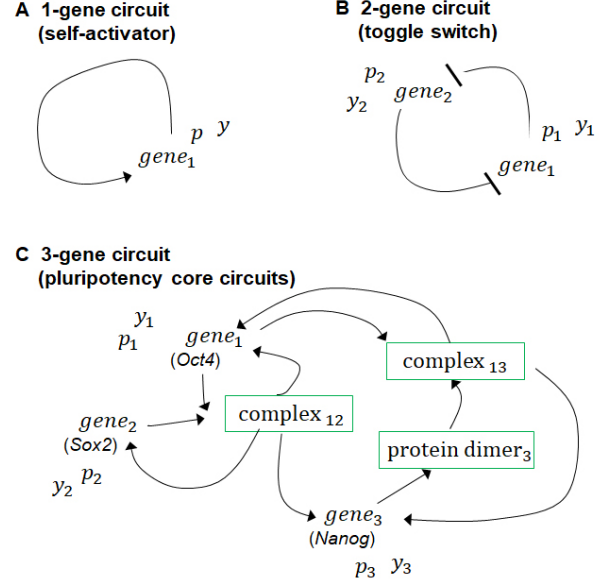 A 1-gene circuit
(self-activator)
p y
gene₁
B 2-gene circuit
(toggle switch)
p₂
y₂ gene₂
p₁ y₁
gene₁
C 3-gene circuit
(pluripotency core circuits)
y₁
p₁ gene₁
(Oct4)
complex ₁₃
gene₂
(Sox2)
complex ₁₂
y₂ p₂
protein dimer₃
gene₃
(Nanog)
p₃ y₃